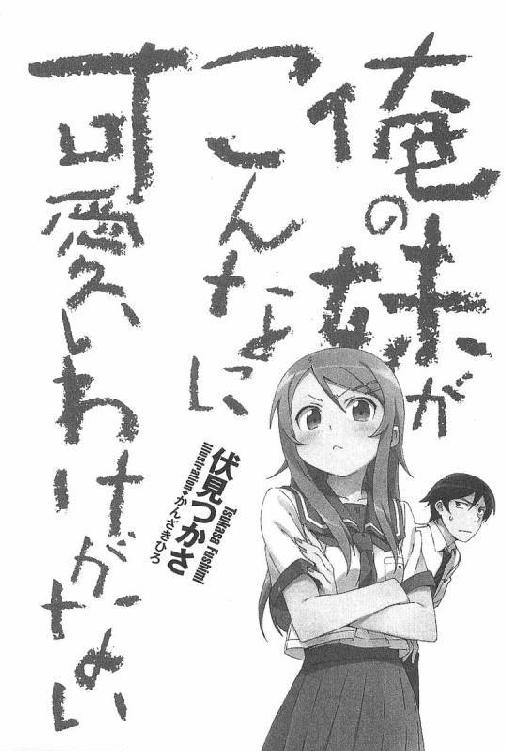 俺の妹が
こんなに
可愛いわけがない
伏見つかさ
Tsukasa Fushimi
Illustration◆かんざきひろ